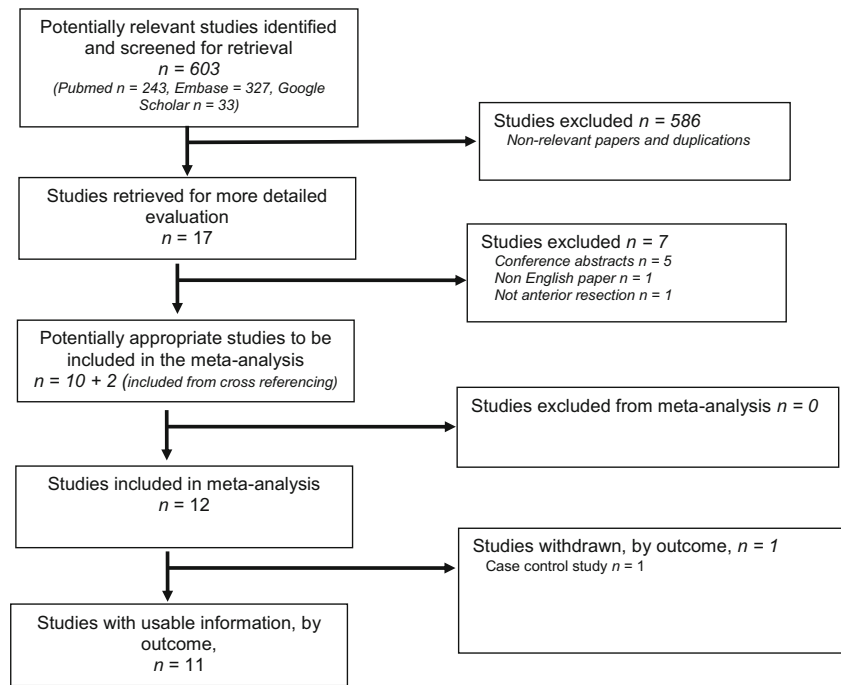 Potentially relevant studies identified
and screened for retrieval
n = 603
(Pubmed n = 243, Embase = 327, Google
Scholar n = 33)
Studies excluded n = 586
Non-relevant papers and duplications
Studies retrieved for more detailed
evaluation
n = 17
Studies excluded n = 7
Conference abstracts n = 5
Non English paper n = 1
Not anterior resection n = 1
Potentially appropriate studies to be
included in the meta-analysis
n = 10 + 2 (included from cross referencing)
Studies excluded from meta-analysis n = 0
Studies included in meta-analysis
n = 12
Studies withdrawn, by outcome, n = 1
Case control study n = 1
Studies with usable information, by
outcome,
n = 11